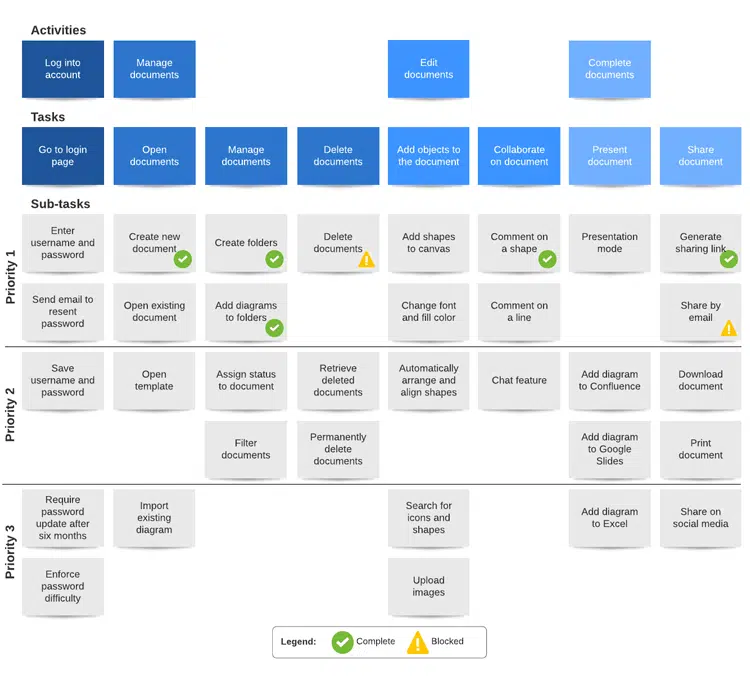 Activities
Log into
account
Manage
documents
Edit
documents
Complete
documents
Tasks
Go to login
page
Open
documents
Manage
documents
Delete
documents
Add objects to
the document
Collaborate
on document
Present
document
Share
document
Sub-tasks
Priority 1
Enter
username and
password
Create new
document
Create folders
Delete
documents
Add shapes
to canvas
Comment on
a shape
Presentation
mode
Generate
sharing link
Send email to
resent
password
Open existing
document
Add diagrams
to folders
Change font
and fill color
Comment on
a line
Share by
email
Priority 2
Save
username and
password
Open
template
Assign status
to document
Retrieve
deleted
documents
Automatically
arrange and
align shapes
Chat feature
Add diagram
to Confluence
Download
document
Filter
documents
Permanently
delete
documents
Add diagram
to Google
Slides
Print
document
Priority 3
Require
password
update after
six months
Import
existing
diagram
Search for
icons and
shapes
Add diagram
to Excel
Share on
social media
Enforce
password
difficulty
Upload
images
Legend: Complete Blocked